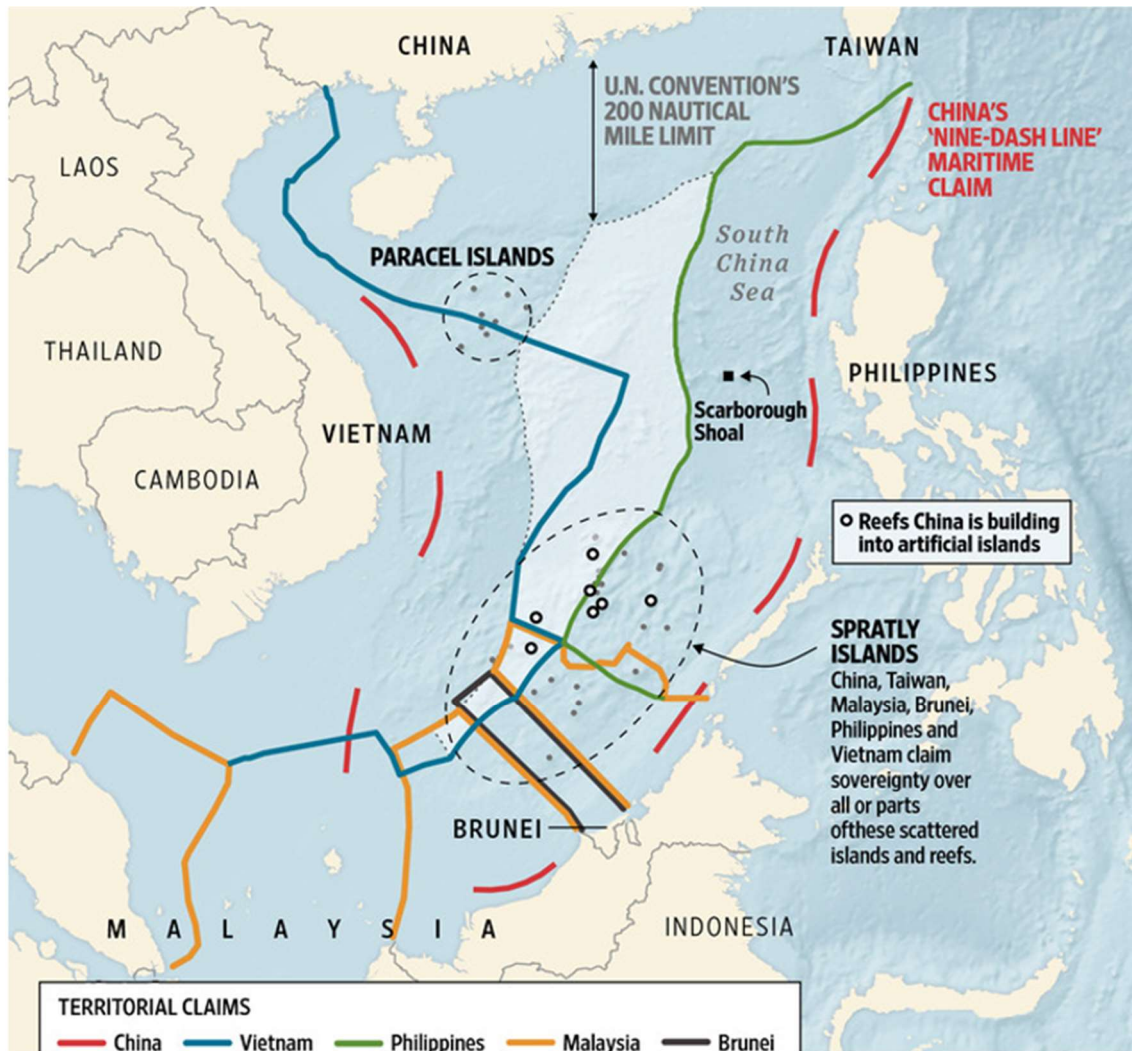 CHINA
TAIWAN
U.N. CONVENTION'S
200 NAUTICAL
MILE LIMIT
CHINA'S
'NINE-DASH LINE'
MARITIME
CLAIM
LAOS
PARACEL ISLANDS
South
China
Sea
THAILAND
PHILIPPINES
Scarborough
Shoal
VIETNAM
CAMBODIA
Reefs China is building
into artificial islands
SPRATLY
ISLANDS
China, Taiwan,
Malaysia, Brunei,
Philippines and
Vietnam claim
sovereignty over
all or parts
ofthese scattered
islands and reefs.
BRUNEI
MALAYSIA
INDONESIA
TERRITORIAL CLAIMS
China Vietnam Philippines Malaysia Brunei